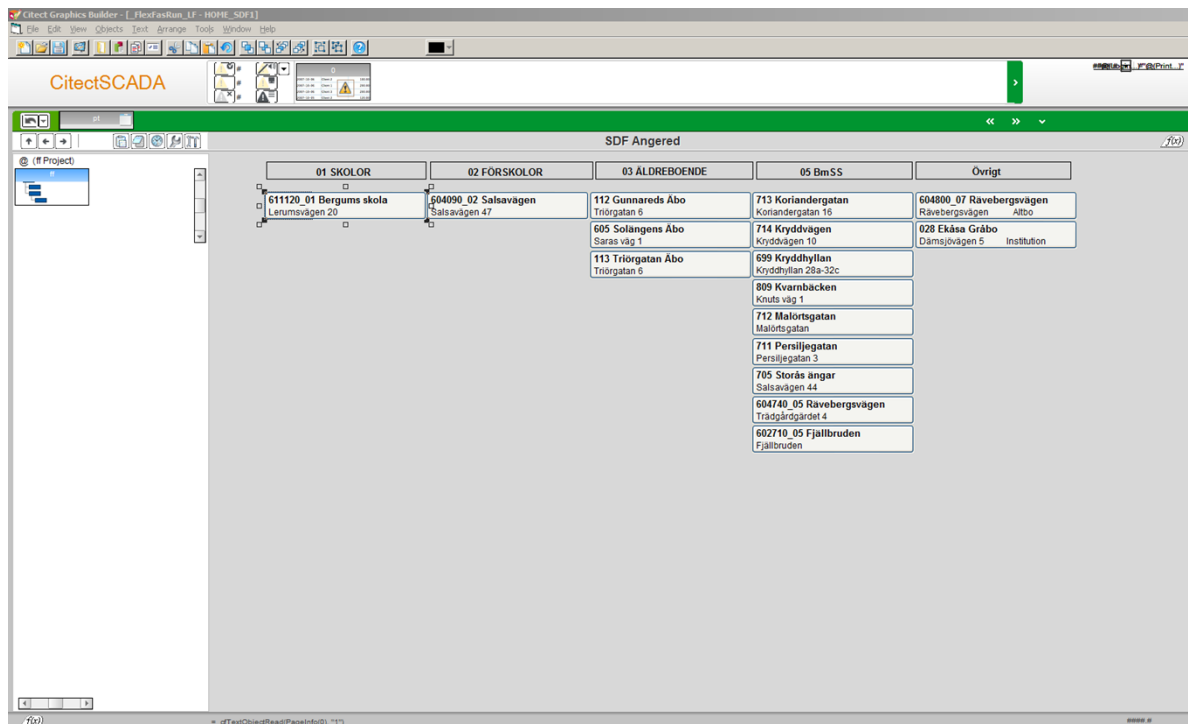 Citect Graphics Builder - [_FlexFasRun_LF - HOME_SDF1]
File Edit View Objects Text Arrange Tools Window Help
CitectSCADA
pt
SDF Angered
f(x)
@ (ff Project)
ff
01 SKOLOR
02 FÖRSKOLOR
03 ÄLDREBOENDE
05 BmSS
Övrigt
611120_01 Bergums skola
Lerumsvägen 20
604090_02 Salsavägen
Salsavägen 47
112 Gunnareds Äbo
Triörgatan 6
605 Solängens Äbo
Saras väg 1
113 Triörgatan Äbo
Triörgatan 6
713 Koriandergatan
Koriandergatan 16
714 Kryddvägen
Kryddvägen 10
699 Kryddhyllan
Kryddhyllan 28a-32c
809 Kvarnbäcken
Knuts väg 1
712 Malörtsgatan
Malörtsgatan
711 Persiljegatan
Persiljegatan 3
705 Storås ängar
Salsavägen 44
604740_05 Rävebergsvägen
Trädgårdgärdet 4
602710_05 Fjällbruden
Fjällbruden
604800_07 Rävebergsvägen
Rävebergsvägen Altbo
028 Ekåsa Gråbo
Dämsjövägen 5 Institution
f(x)
####.#